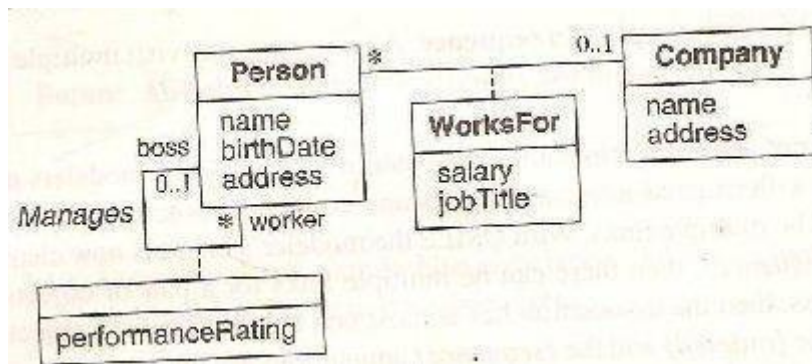 Person
name
birthDate
address
*
0..1
Company
name
address
WorksFor
salary
jobTitle
boss
0..1
Manages
* worker
performanceRating